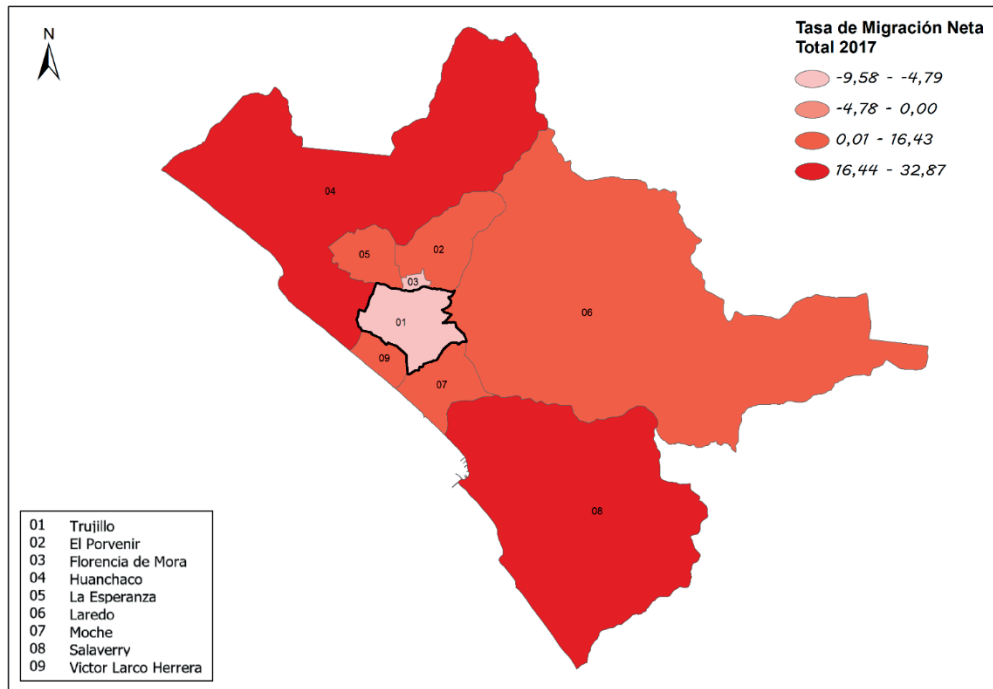 N
Tasa de Migración Neta
Total 2017
-9,58 - -4,79
-4,78 - 0,00
0,01 - 16,43
16,44 - 32,87
04
02
05
03
01
06
09
07
08
01 Trujillo
02 El Porvenir
03 Florencia de Mora
04 Huanchaco
05 La Esperanza
06 Laredo
07 Moche
08 Salaverry
09 Victor Larco Herrera